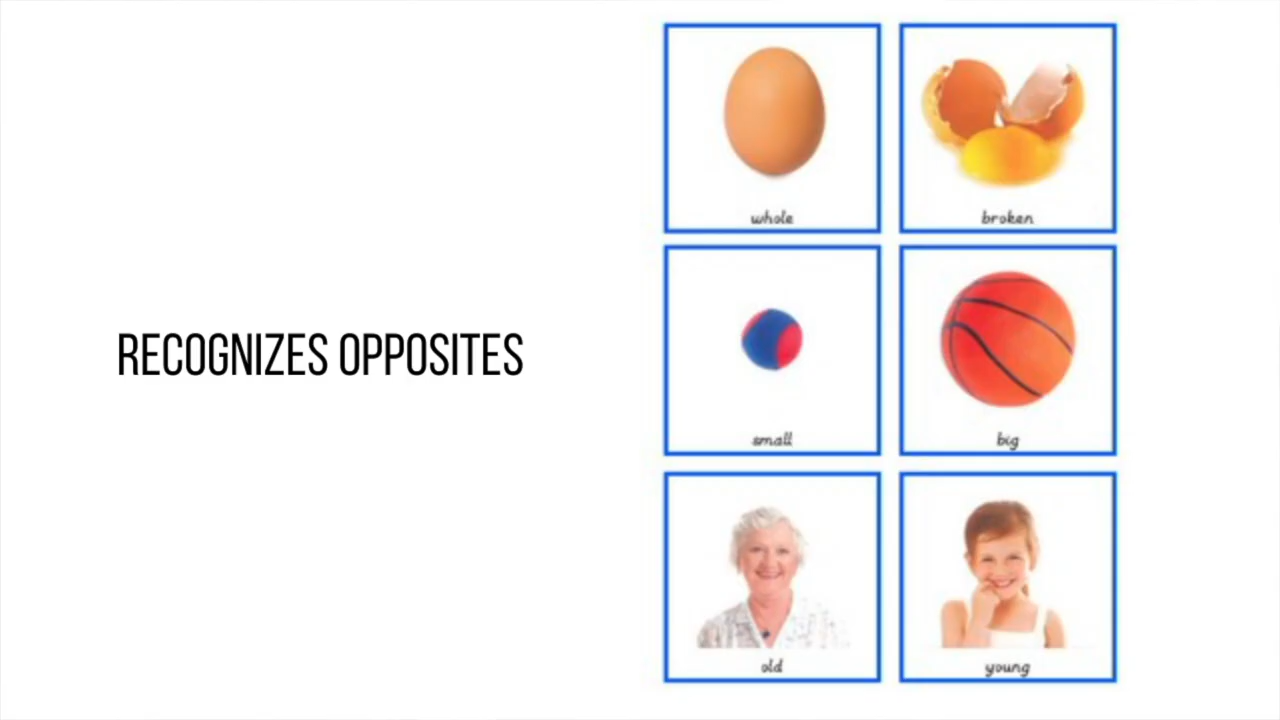 RECOGNIZES OPPOSITES
whole
broken
small
big
old
young